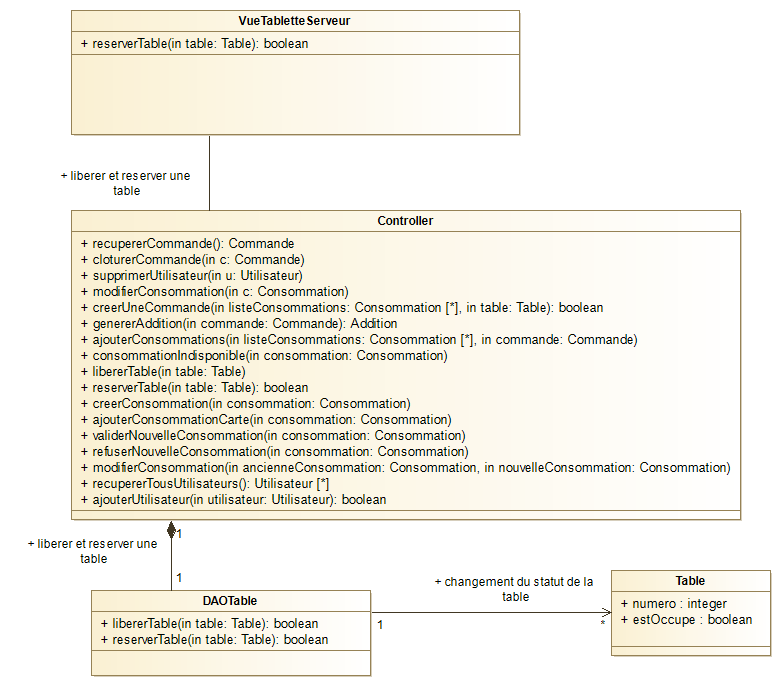 VueTabletteServeur
+ reserverTable(in table: Table): boolean
+ liberer et reserver une
table
Controller
+ recupererCommande(): Commande
+ cloturerCommande(in c: Commande)
+ supprimerUtilisateur(in u: Utilisateur)
+ modifierConsommation(in c: Consommation)
+ creerUneCommande(in listeConsommations: Consommation [*], in table: Table): boolean
+ genererAddition(in commande: Commande): Addition
+ ajouterConsommations(in listeConsommations: Consommation [*], in commande: Commande)
+ consommationIndisponible(in consommation: Consommation)
+ libererTable(in table: Table)
+ reserverTable(in table: Table): boolean
+ creerConsommation(in consommation: Consommation)
+ ajouterConsommationCarte(in consommation: Consommation)
+ validerNouvelleConsommation(in consommation: Consommation)
+ refuserNouvelleConsommation(in consommation: Consommation)
+ modifierConsommation(in ancienneConsommation: Consommation, in nouvelleConsommation: Consommation)
+ recupererTousUtilisateurs(): Utilisateur [*]
+ ajouterUtilisateur(in utilisateur: Utilisateur): boolean
1
+ liberer et reserver une
table
1
DAOTable
+ libererTable(in table: Table): boolean
+ reserverTable(in table: Table): boolean
+ changement du statut de la
table
1
*
Table
+ numero : integer
+ estOccupe : boolean